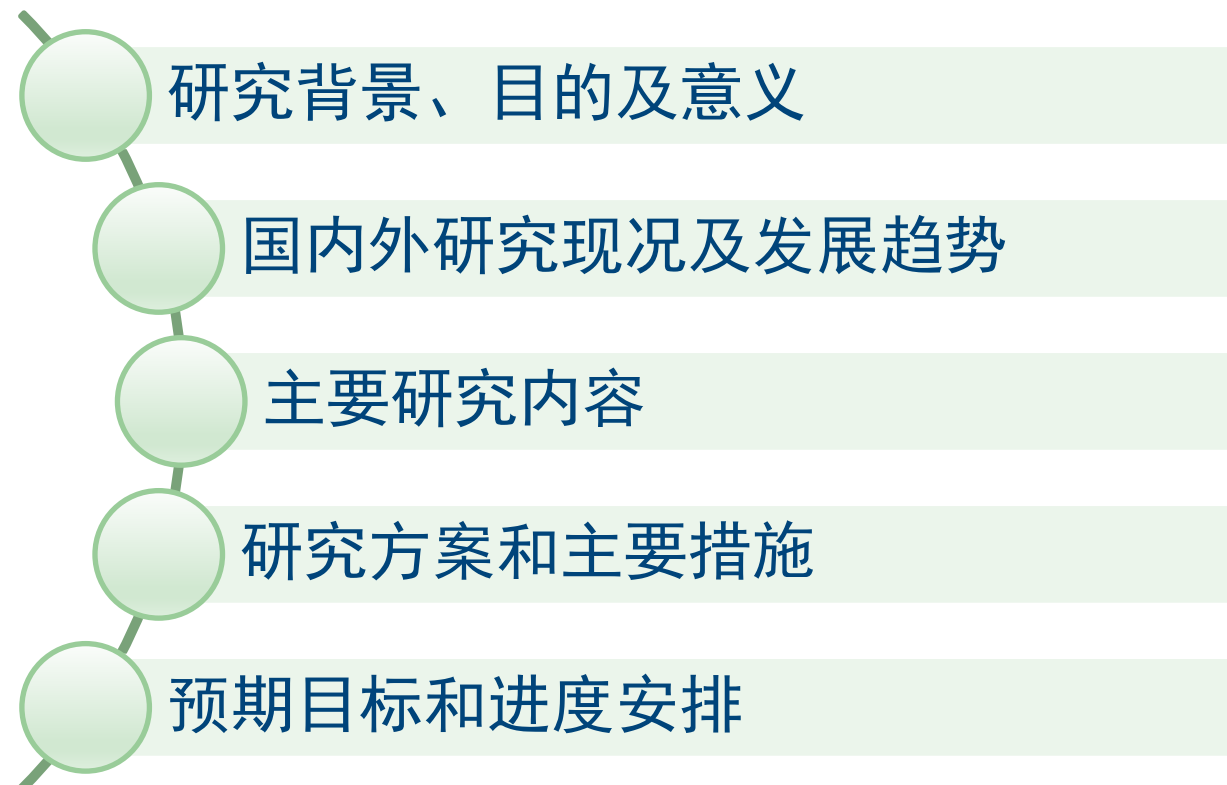 研究背景、目的及意义
国内外研究现况及发展趋势
主要研究内容
研究方案和主要措施
预期目标和进度安排